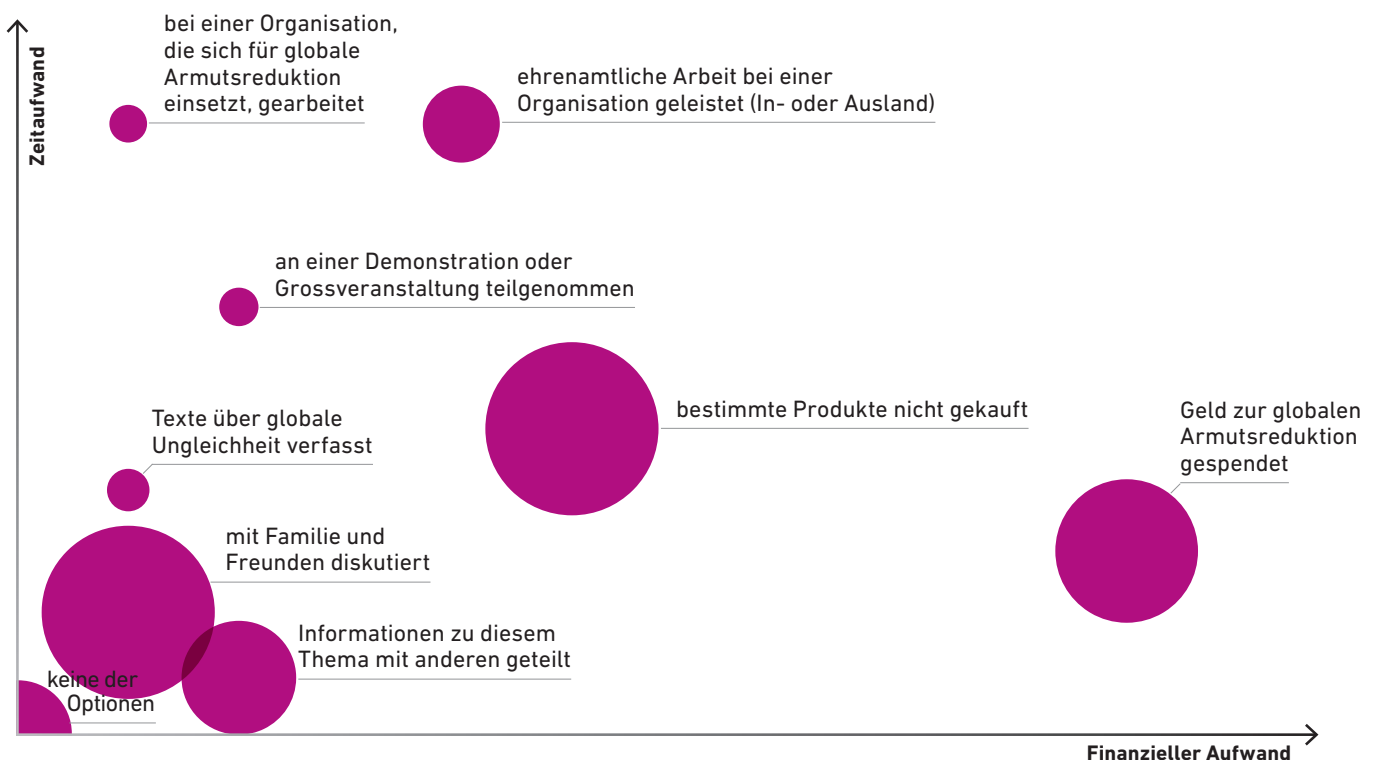 bei einer Organisation,
die sich für globale
Armutsreduktion
einsetzt, gearbeitet
ehrenamtliche Arbeit bei einer
Organisation geleistet (In- oder Ausland)
Zeitaufwand
an einer Demonstration oder
Grossveranstaltung teilgenommen
Texte über globale
Ungleichheit verfasst
bestimmte Produkte nicht gekauft
Geld zur globalen
Armutsreduktion
gespendet
mit Familie und
Freunden diskutiert
Informationen zu diesem
Thema mit anderen geteilt
keine der
Optionen
Finanzieller Aufwand